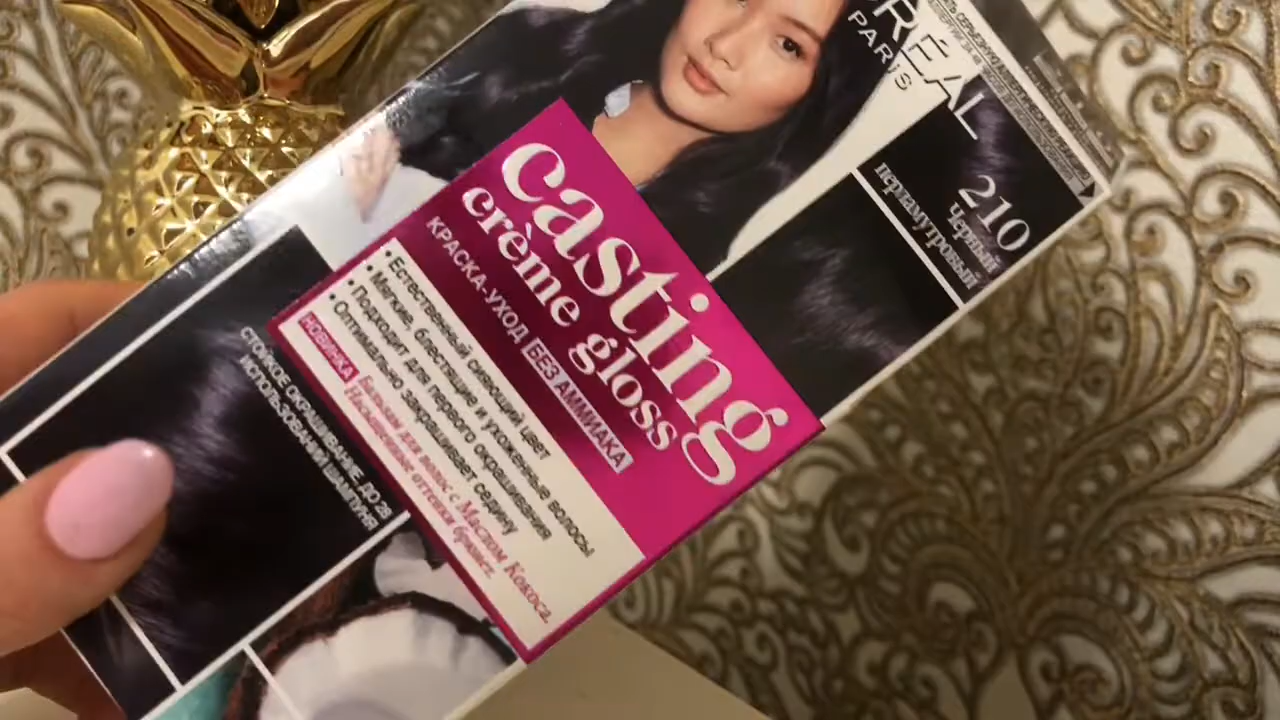 ORÉAL
PARIS
210
Черный
перламутровый
casting
crème gloss
КРАСКА-УХОД БЕЗ АММИАКА
• Естественный сияющий цвет
• Мягкие, блестящие и ухоженные волосы
• Подходит для первого окрашивания
• Оптимально закрашивает седину
НОВИНКА Бальзам для волос с Маслом Кокоса.
Насыщенные оттенки брюнет.
СТОЙКОЕ ОКРАШИВАНИЕ. ДО 28
ИСПОЛЬЗОВАНИЙ ШАМПУНЯ